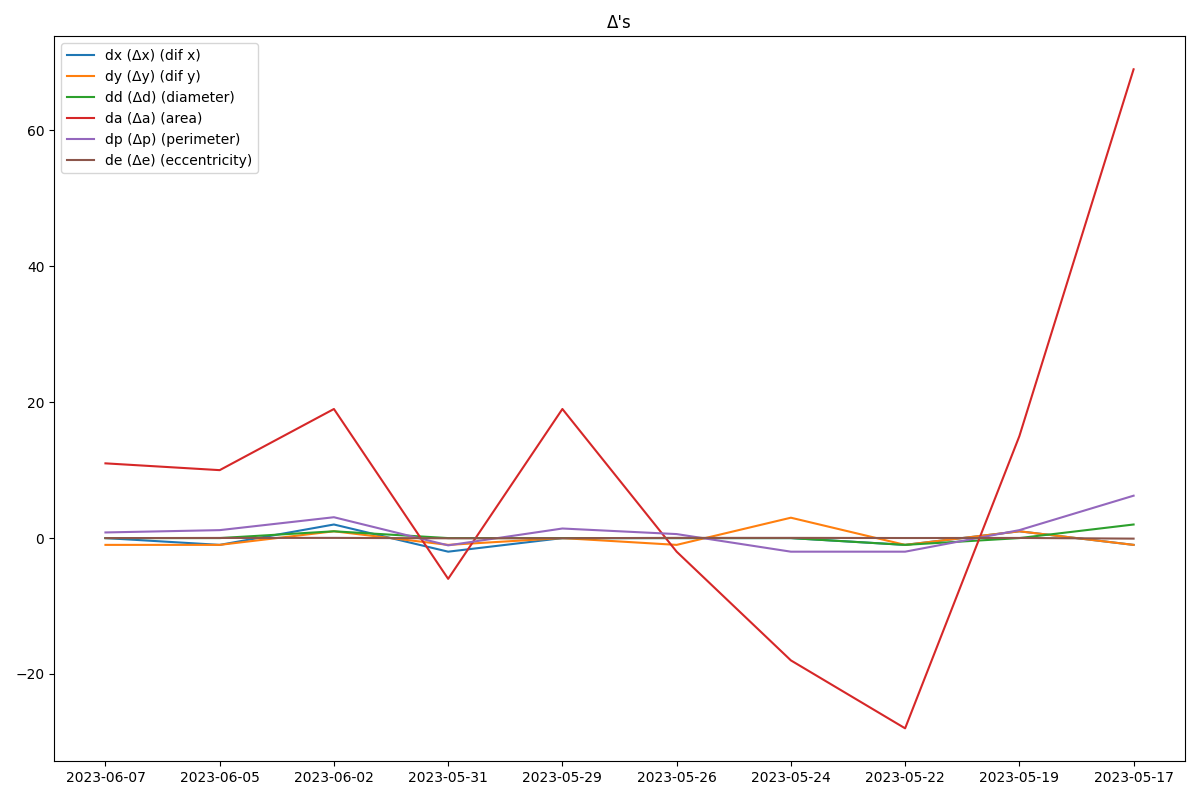 Δ's
dx (Δx) (dif x)
dy (Δy) (dif y)
dd (Δd) (diameter)
da (Δa) (area)
dp (Δp) (perimeter)
de (Δe) (eccentricity)
60
40
20
0
−20
2023-06-07 2023-06-05 2023-06-02 2023-05-31 2023-05-29 2023-05-26 2023-05-24 2023-05-22 2023-05-19 2023-05-17